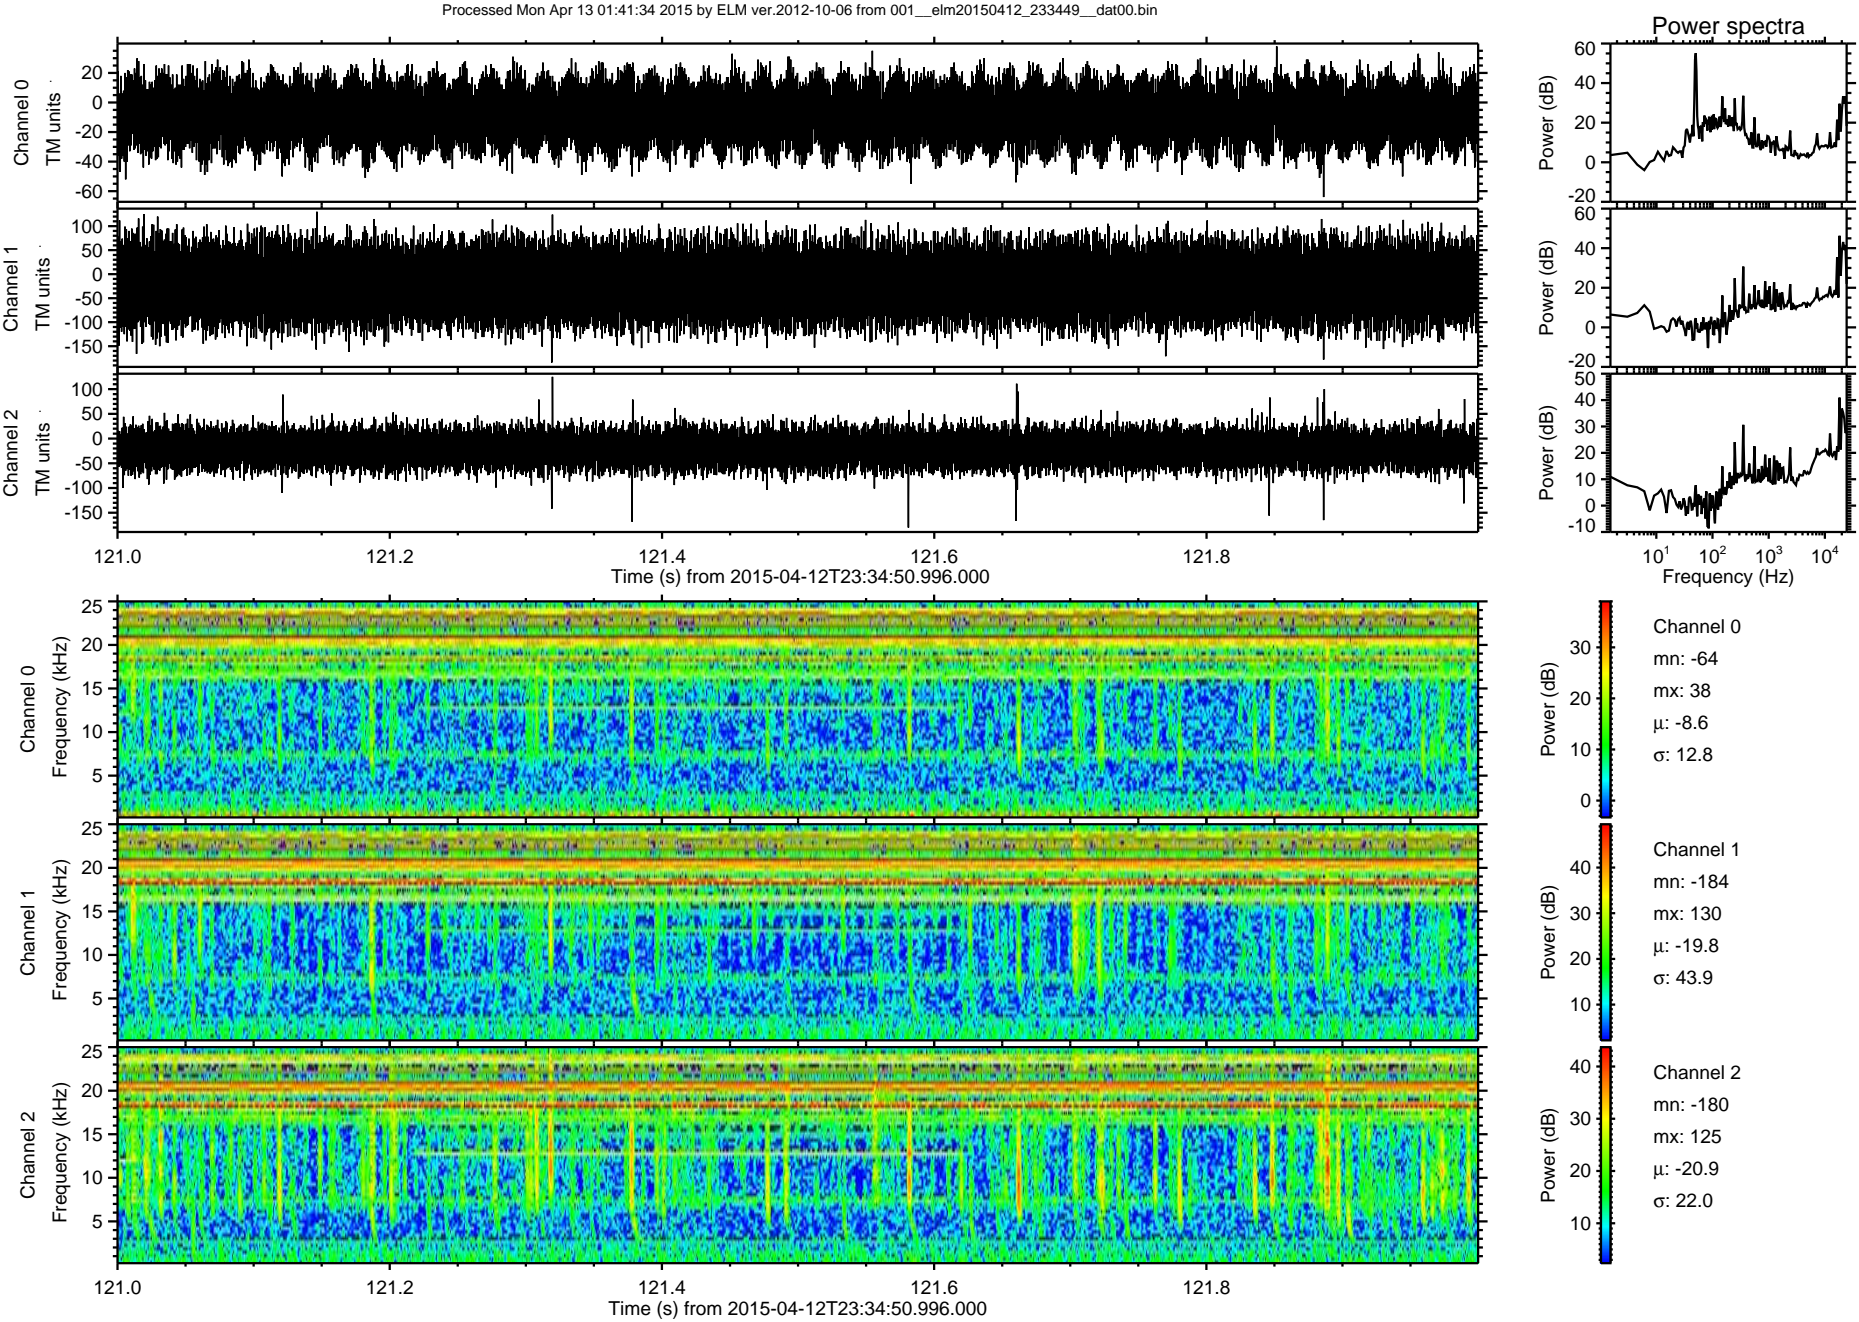 Processed Mon Apr 13 01:41:34 2015 by ELM ver.2012-10-06 from 001__elm20150412_233449__dat00.bin
Power spectra
Channel 0
TM units
20
0
-20
-40
-60
Power (dB)
60
40
20
0
-20
Channel 1
TM units
100
50
0
-50
-100
-150
Power (dB)
60
40
20
0
-20
Channel 2
TM units
100
50
0
-50
-100
-150
Power (dB)
50
40
30
20
10
0
-10
121.0 121.2 121.4 121.6 121.8
Time (s) from 2015-04-12T23:34:50.996.000
10¹ 10² 10³ 10⁴
Frequency (Hz)
Channel 0
Frequency (kHz)
25
20
15
10
5
Power (dB)
30
20
10
0
Channel 0
mn: -64
mx: 38
μ: -8.6
σ: 12.8
Channel 1
Frequency (kHz)
25
20
15
10
5
Power (dB)
40
30
20
10
Channel 1
mn: -184
mx: 130
μ: -19.8
σ: 43.9
Channel 2
Frequency (kHz)
25
20
15
10
5
Power (dB)
40
30
20
10
Channel 2
mn: -180
mx: 125
μ: -20.9
σ: 22.0
121.0 121.2 121.4 121.6 121.8
Time (s) from 2015-04-12T23:34:50.996.000